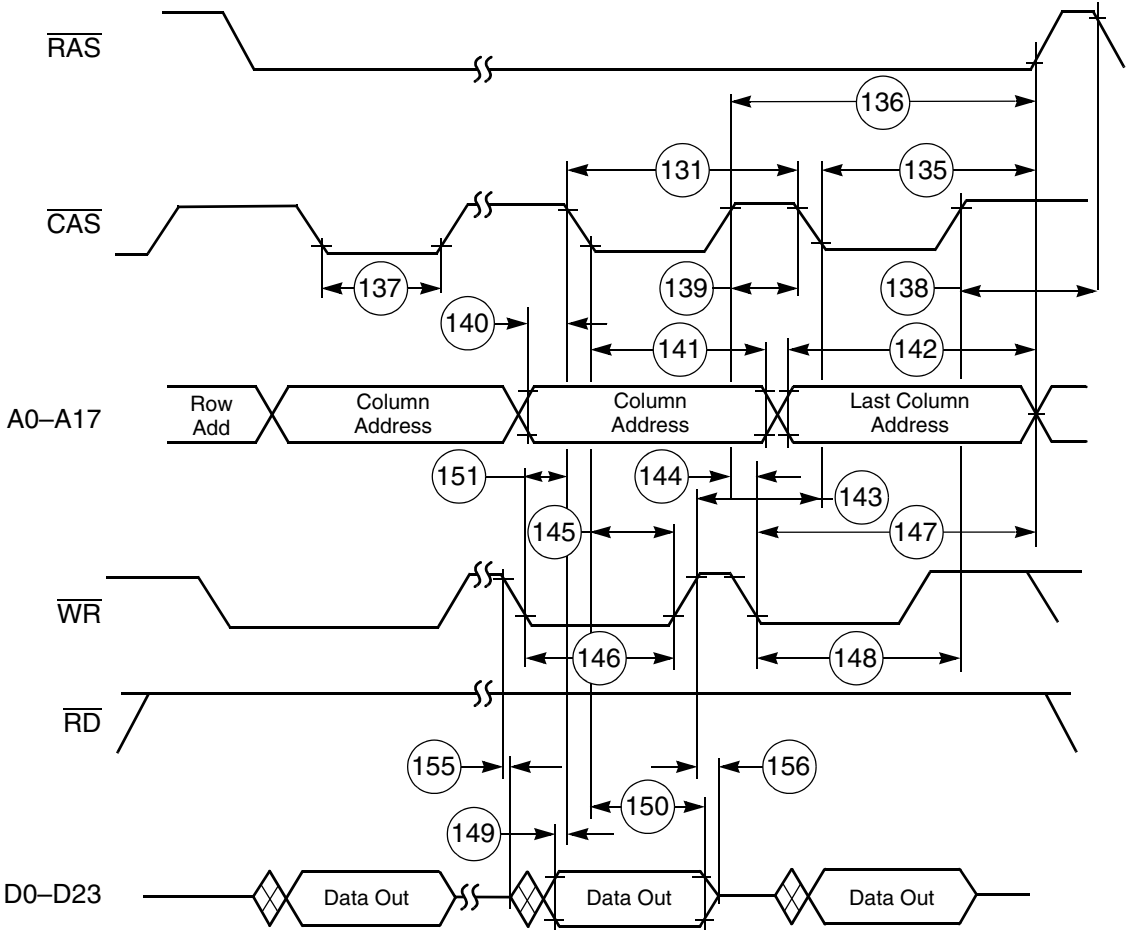 RAS
136
131
135
CAS
137
139
138
140
141
142
A0–A17
Row
Add
Column
Address
Column
Address
Last Column
Address
151
144
143
145
147
WR
146
148
RD
155
156
150
149
D0–D23
Data Out
Data Out
Data Out